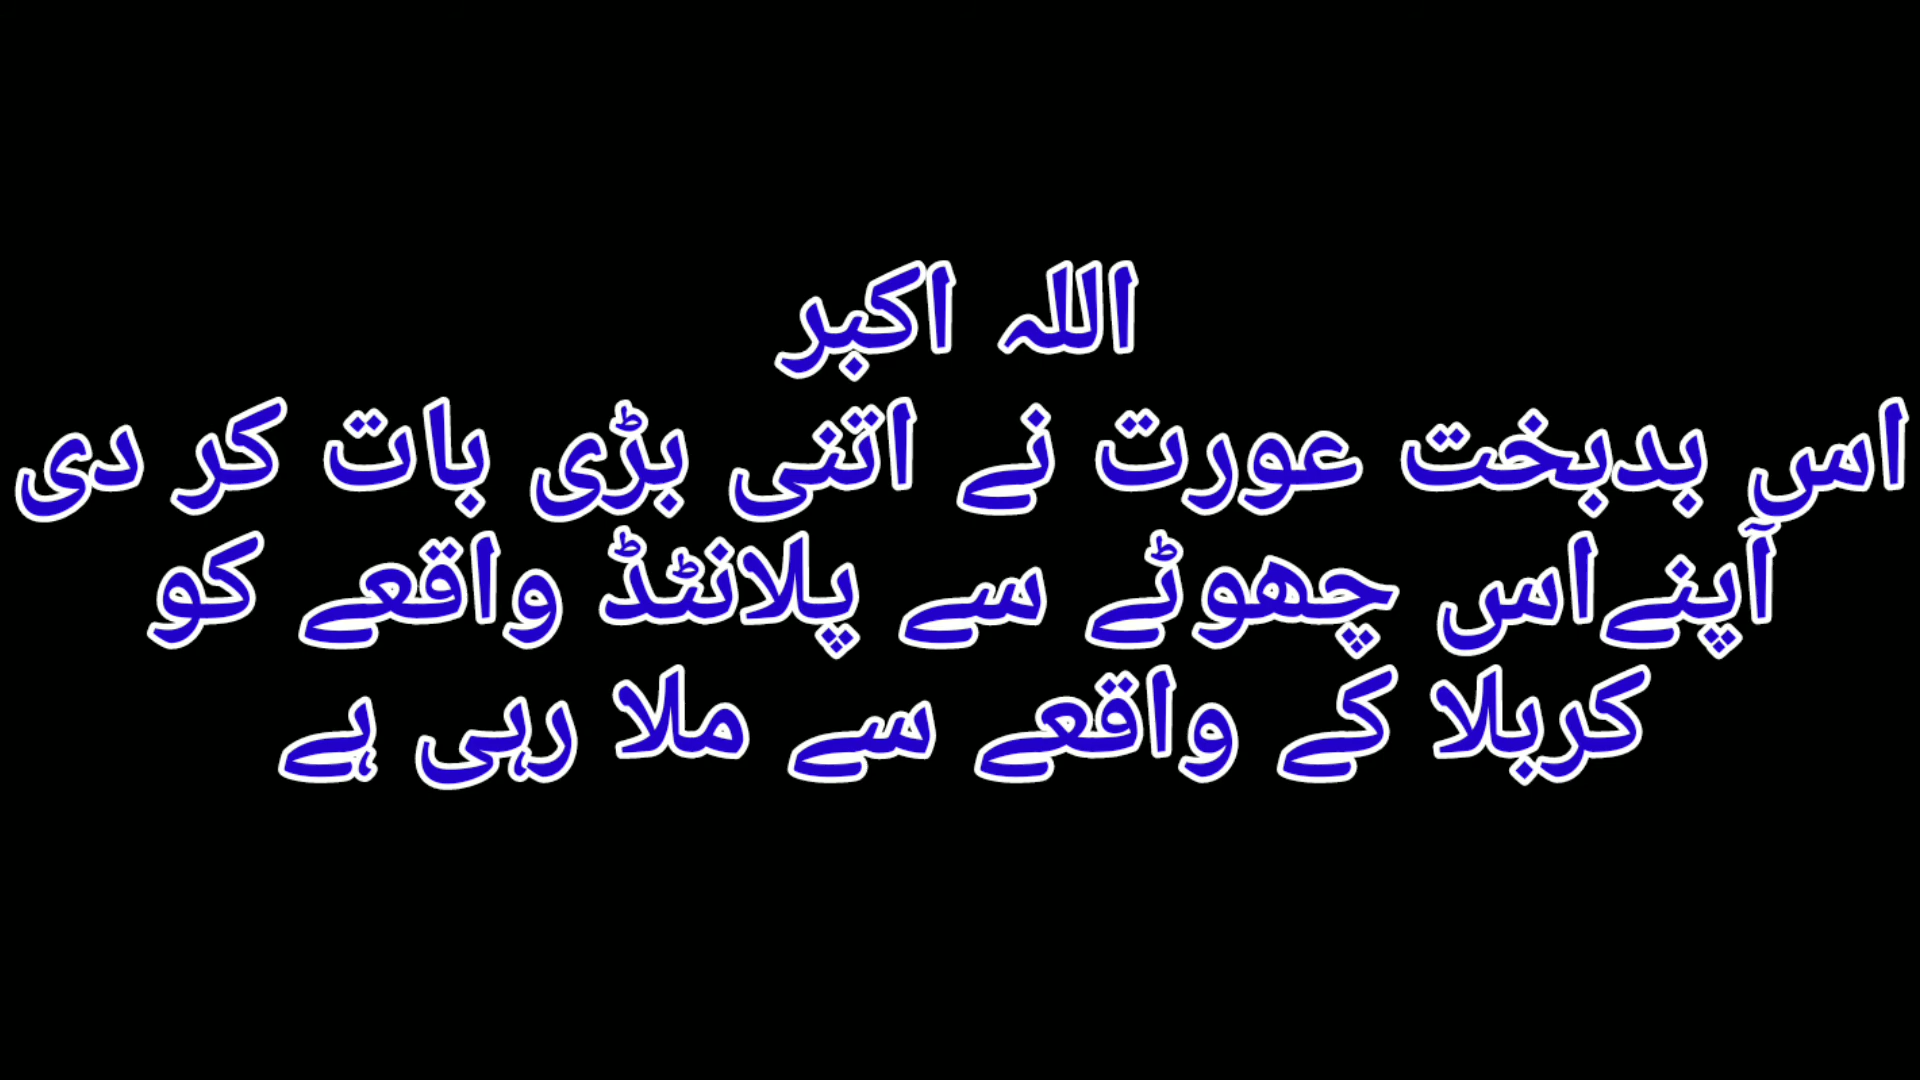 اللہ اکبر
اس بدبخت عورت نے اتنی بڑی بات کر دی
آپنےاس چھوٹے سے پلانٹڈ واقعے کو
کربلا کے واقعے سے ملا رہی ہے